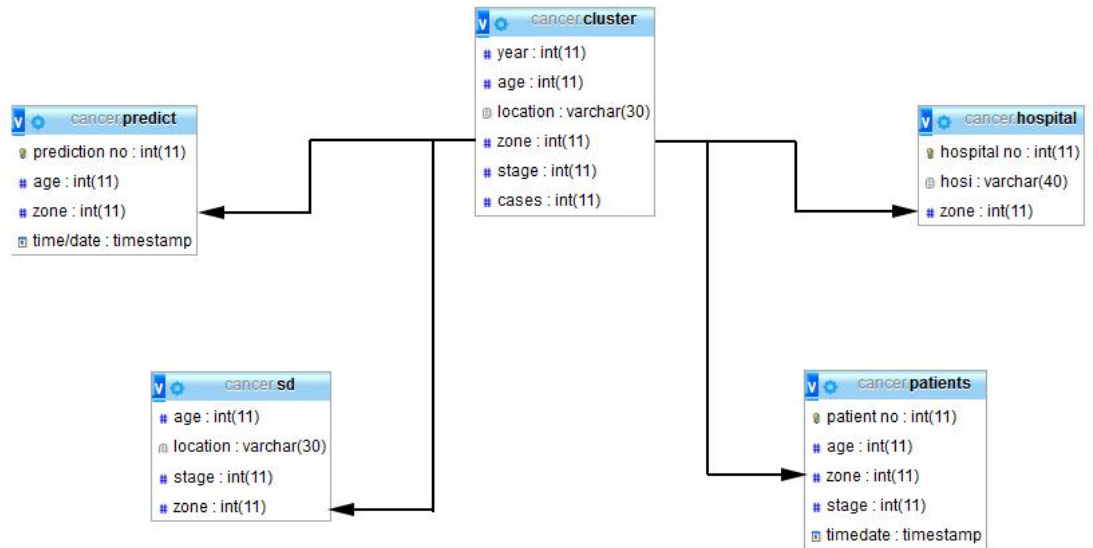 cancer.cluster
year : int(11)
age : int(11)
location : varchar(30)
zone : int(11)
stage : int(11)
cases : int(11)
cancer.predict
prediction no : int(11)
age : int(11)
zone : int(11)
time/date : timestamp
cancer.hospital
hospital no : int(11)
hosi : varchar(40)
zone : int(11)
cancer.sd
age : int(11)
location : varchar(30)
stage : int(11)
zone : int(11)
cancer.patients
patient no : int(11)
age : int(11)
zone : int(11)
stage : int(11)
timedate : timestamp